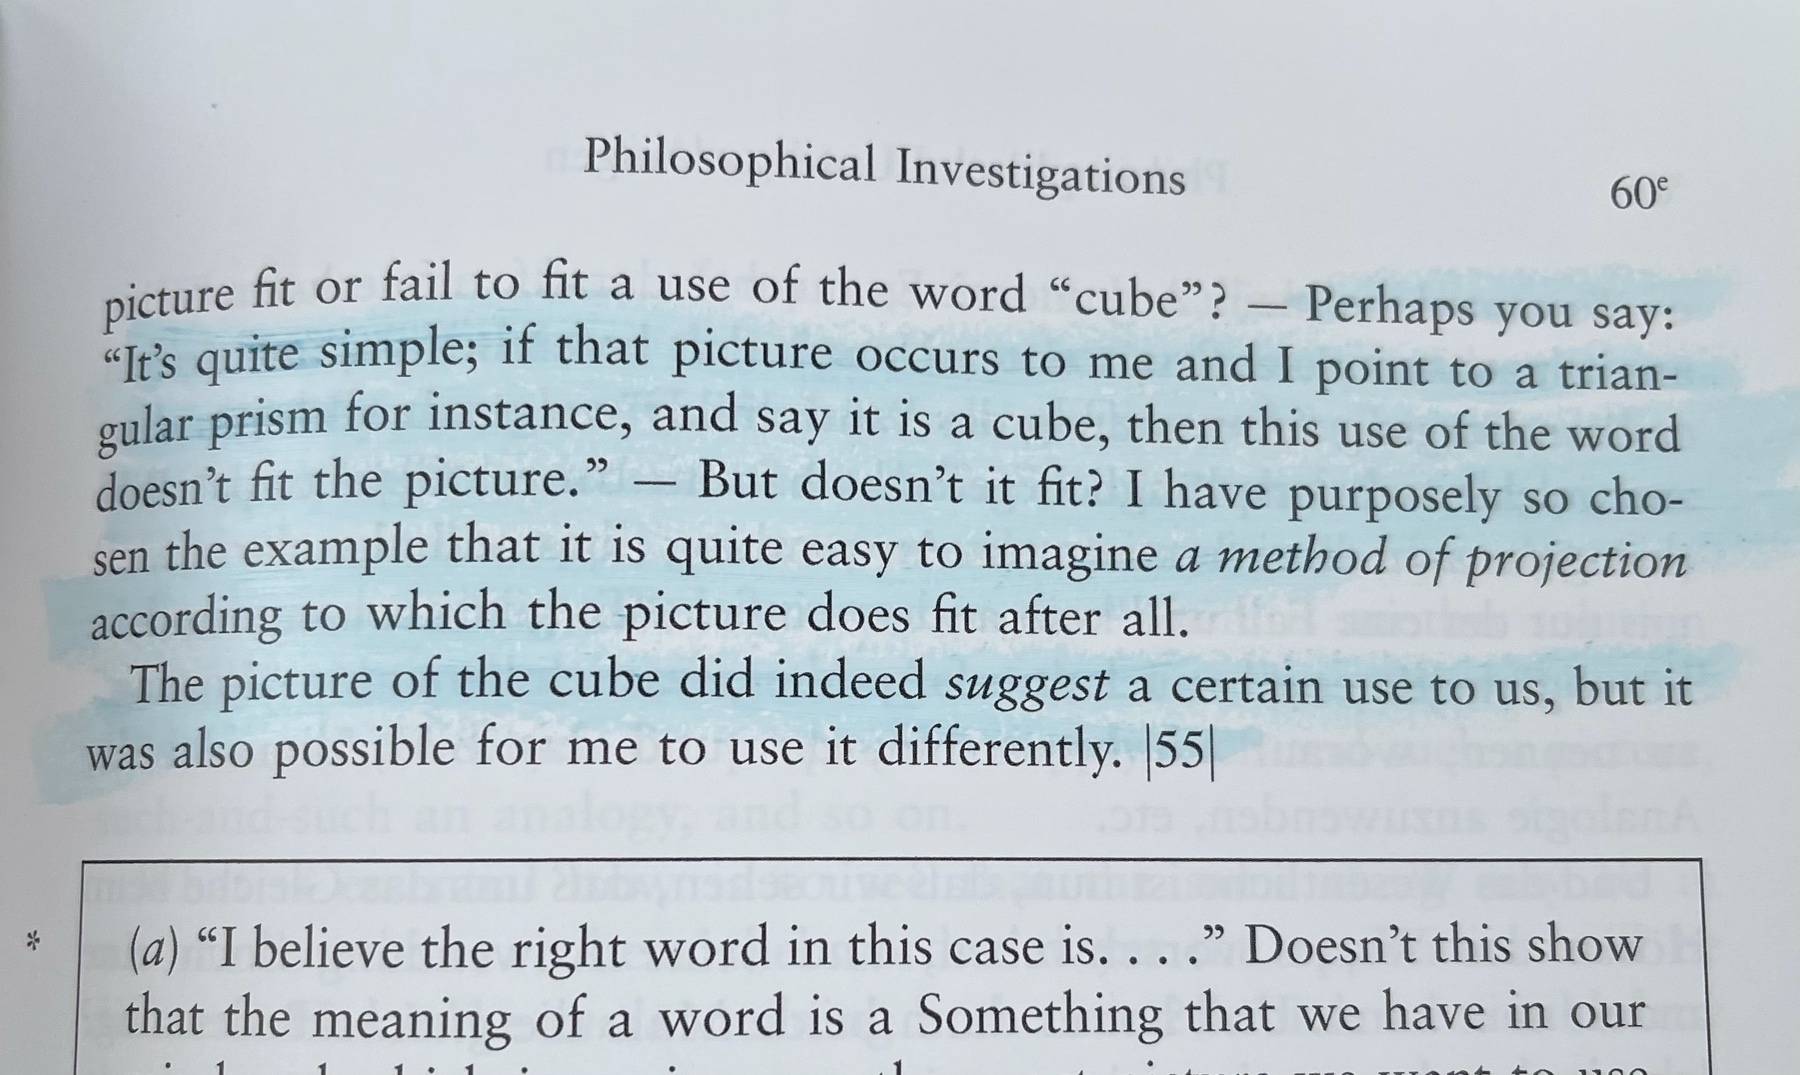 Philosophical Investigations
60ᵉ
picture fit or fail to fit a use of the word “cube”? — Perhaps you say:
“It’s quite simple; if that picture occurs to me and I point to a trian-
gular prism for instance, and say it is a cube, then this use of the word
doesn’t fit the picture.” — But doesn’t it fit? I have purposely so cho-
sen the example that it is quite easy to imagine a method of projection
according to which the picture does fit after all.
The picture of the cube did indeed suggest a certain use to us, but it
was also possible for me to use it differently. |55|
*
(a) “I believe the right word in this case is. . . .” Doesn’t this show
that the meaning of a word is a Something that we have in our